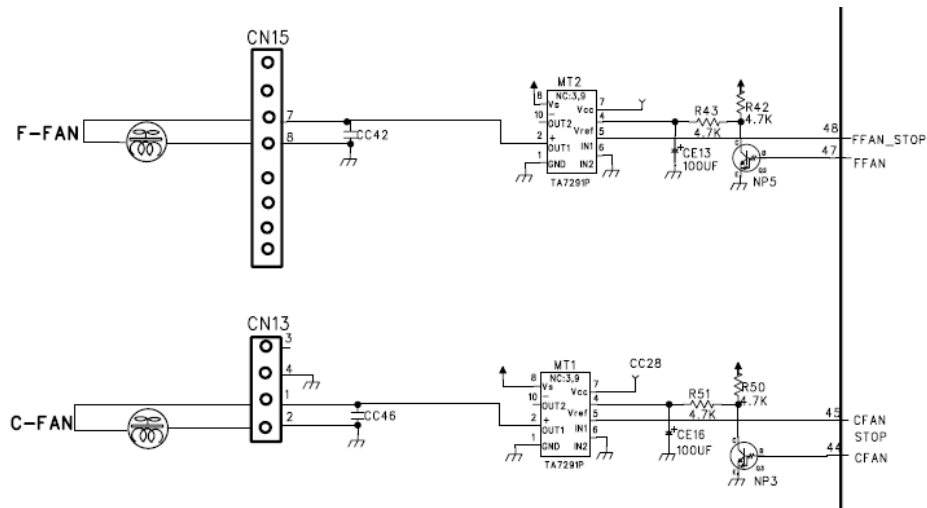 CN15
F-FAN
7
8
CC42
MT2
NC:3,9
8
Vs
10
OUT2
2
+
OUT1
1
GND
Vcc
7
4
Vref
5
IN1
6
IN2
TA7291P
R43
4.7K
R42
4.7K
+
CE13
100UF
C
B
E
Q2
NP5
48
FFAN_STOP
47
FFAN
CN13
3
4
1
2
C-FAN
CC46
MT1
NC:3,9
8
Vs
10
OUT2
2
+
OUT1
1
GND
CC28
Vcc
7
4
Vref
5
IN1
6
IN2
TA7291P
R51
4.7K
R50
4.7K
+
CE16
100UF
C
B
E
Q3
NP3
45
CFAN
STOP
44
CFAN